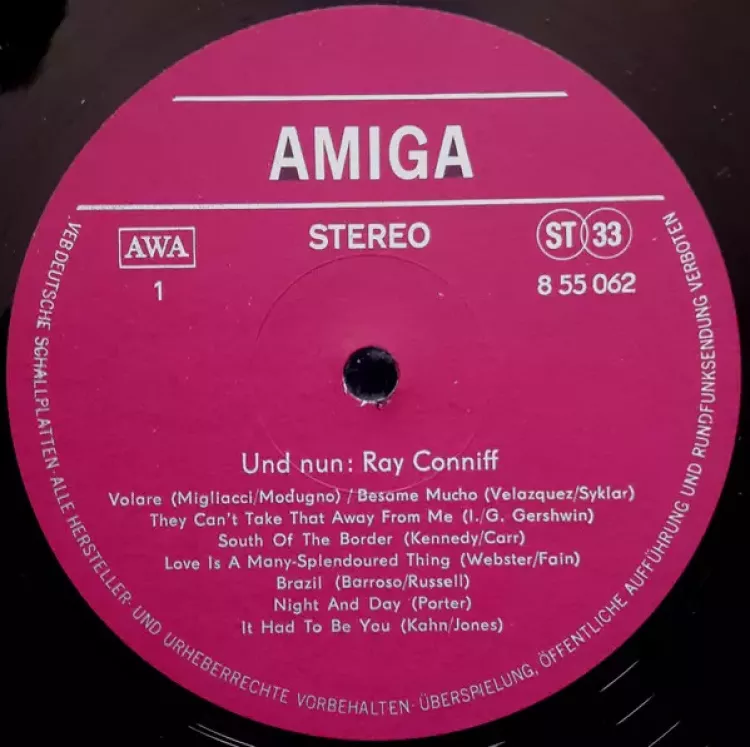 AMIGA
AWA
STEREO
ST 33
1
8 55 062
Und nun: Ray Conniff
Volare (Migliacci/Modugno) / Besame Mucho (Velazquez/Syklar)
They Can't Take That Away From Me (I./G. Gershwin)
South Of The Border (Kennedy/Carr)
Love Is A Many-Splendoured Thing (Webster/Fain)
Brazil (Barroso/Russell)
Night And Day (Porter)
It Had To Be You (Kahn/Jones)
VEB DEUTSCHE SCHALLPLATTEN · ALLE HERSTELLER- UND URHEBERRECHTE VORBEHALTEN · ÜBERSPIELUNG, ÖFFENTLICHE AUFFÜHRUNG UND RUNDFUNKSENDUNG VERBOTEN